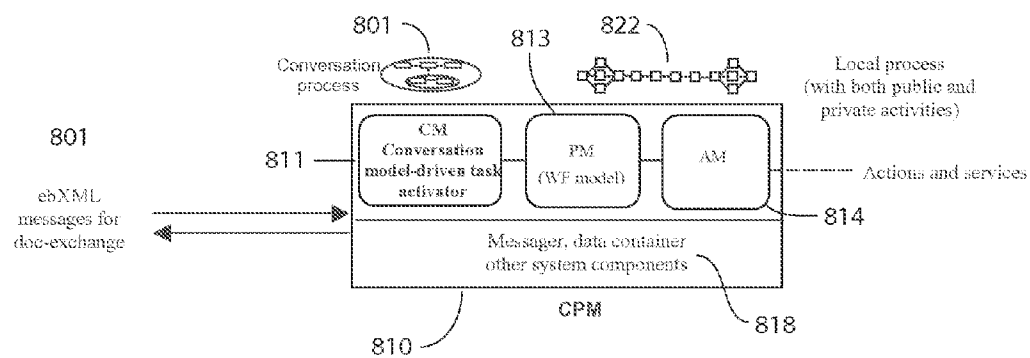 801
813
822
Conversation
process
Local process
(with both public and
private activities)
801
811
CM
Conversation
model-driven task
activator
PM
(WF model)
AM
Actions and services
814
ebXML
messages for
doc-exchange
Messager, data container
other system components
CPM
810
818